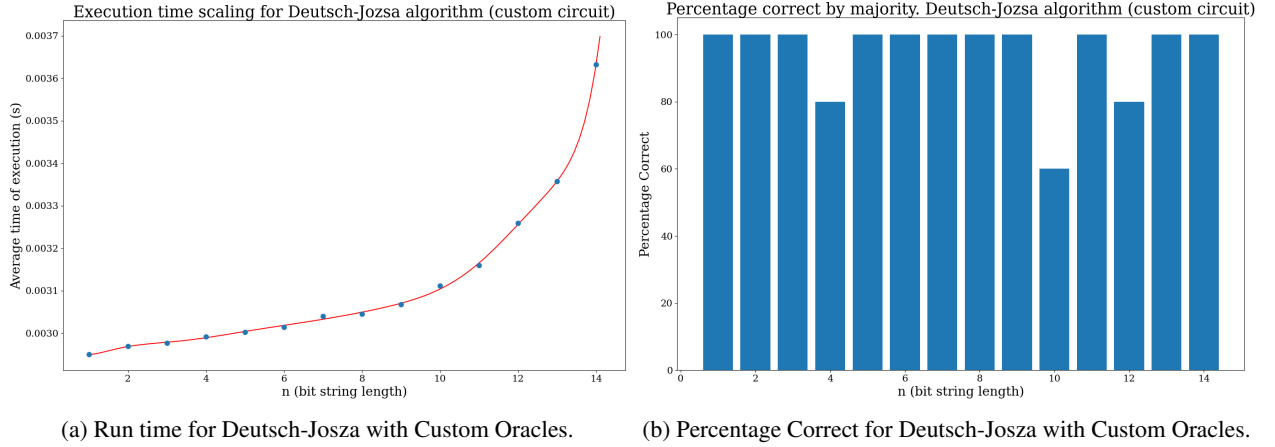 Execution time scaling for Deutsch-Jozsa algorithm (custom circuit)
0.0037
0.0036
0.0035
0.0034
0.0033
0.0032
0.0031
0.0030
Average time of execution (s)
2 4 6 8 10 12 14
n (bit string length)
(a) Run time for Deutsch-Josza with Custom Oracles.
Percentage correct by majority. Deutsch-Jozsa algorithm (custom circuit)
100
80
60
40
20
0
Percentage Correct
0 2 4 6 8 10 12 14
n (bit string length)
(b) Percentage Correct for Deutsch-Josza with Custom Oracles.